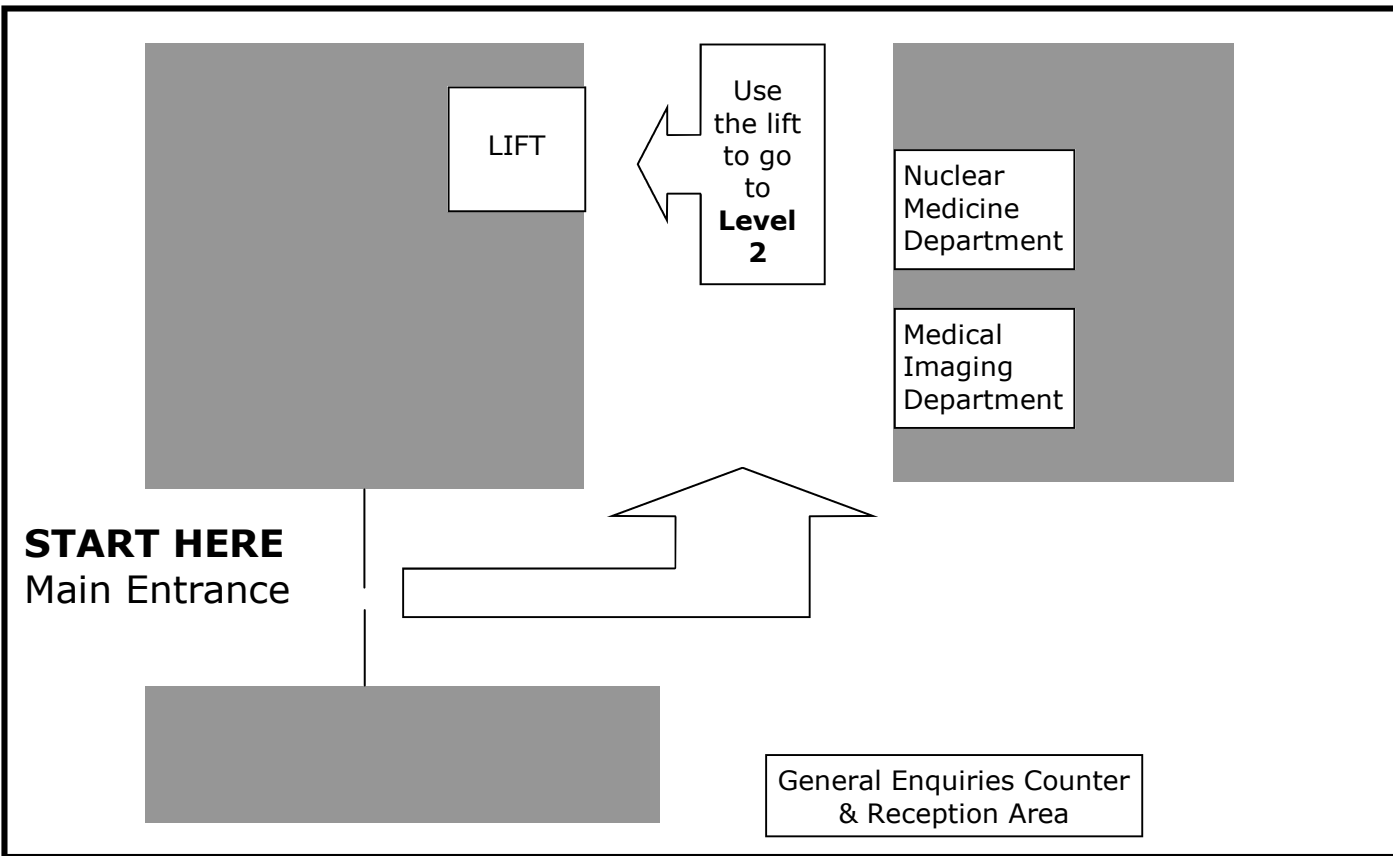 LIFT
Use
the lift
to go
to
Level
2
Nuclear
Medicine
Department
Medical
Imaging
Department
START HERE
Main Entrance
General Enquiries Counter
& Reception Area